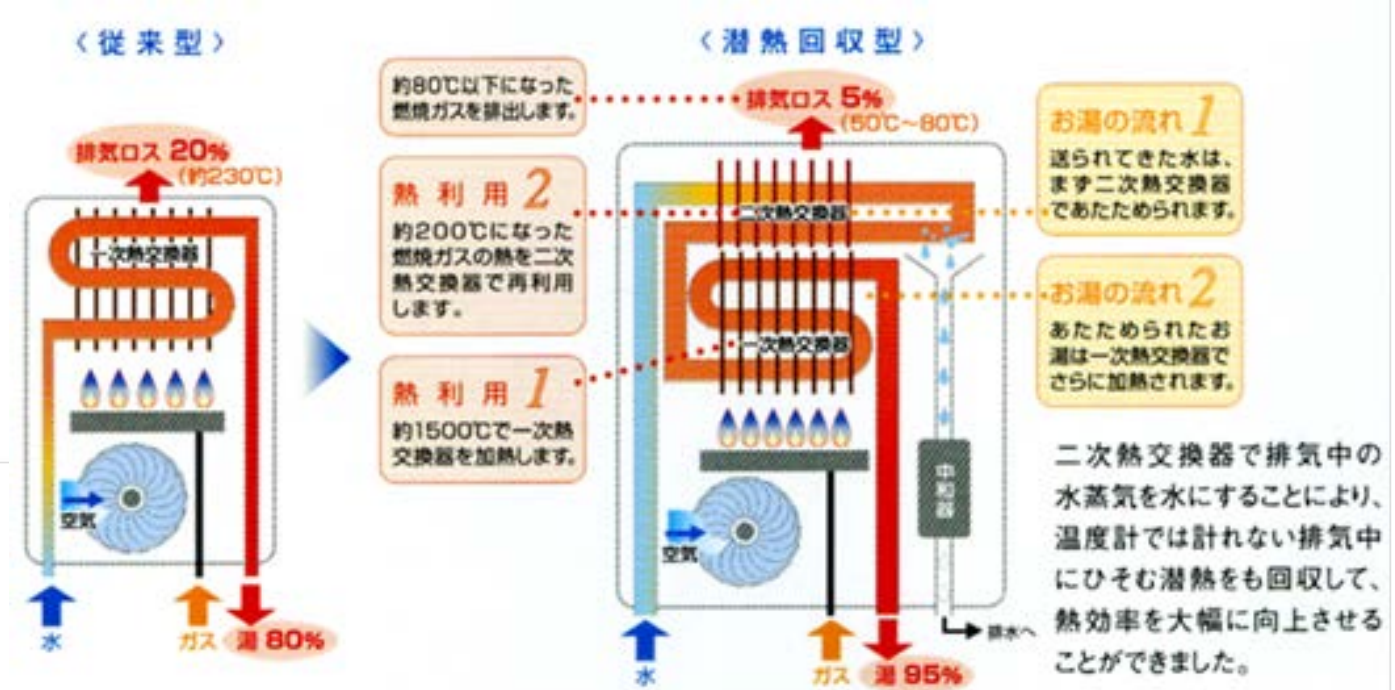 〈従来型〉
排気ロス 20%
(約230℃)
一次熱交換器
空気
水
ガス
湯 80%
〈潜熱回収型〉
約80℃以下になった
燃焼ガスを排出します。
熱利用2
約200℃になった
燃焼ガスの熱を二次
熱交換器で再利用
します。
熱利用1
約1500℃で一次熱
交換器を加熱します。
排気ロス 5%
(50℃〜80℃)
二次熱交換器
一次熱交換器
空気
中和器
水
ガス
湯 95%
排水へ
お湯の流れ1
送られてきた水は、
まず二次熱交換器
であたためられます。
お湯の流れ2
あたためられたお
湯は一次熱交換器で
さらに加熱されます。
二次熱交換器で排気中の
水蒸気を水にすることにより、
温度計では計れない排気中
にひそむ潜熱をも回収して、
熱効率を大幅に向上させる
ことができました。